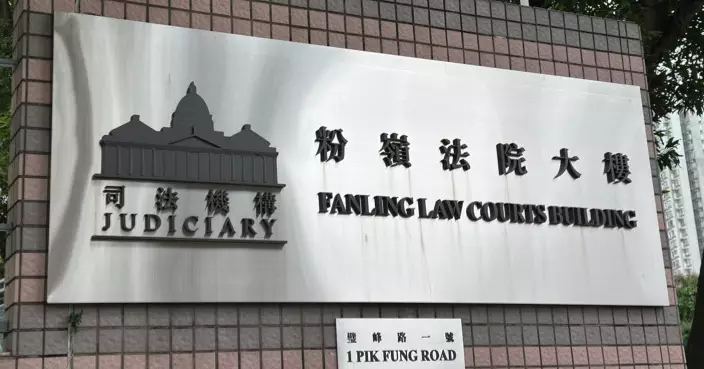 司法機構
JUDICIARY
粉嶺法院大樓
FANLING LAW COURTS BUILDING
璧峰路一號
1 PIK FUNG ROAD